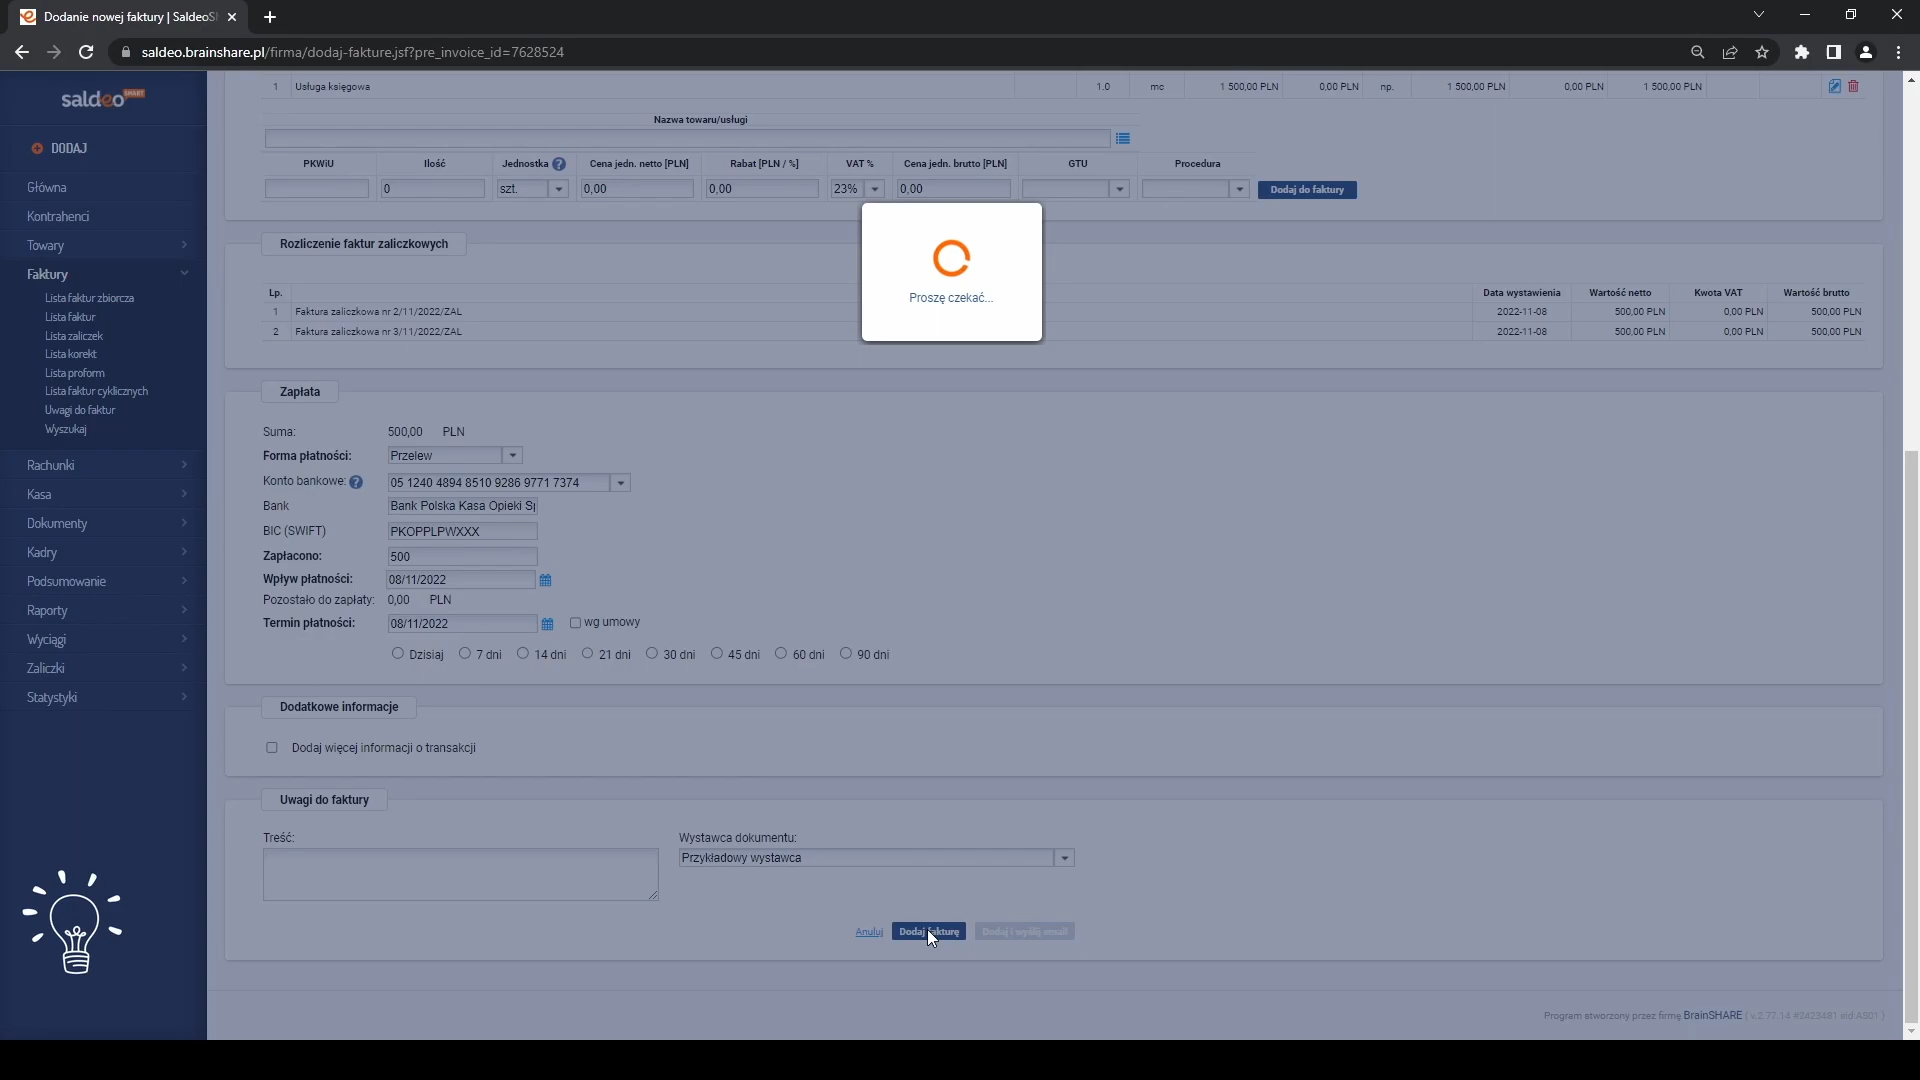 Dodanie nowej faktury | SaldeoS
saldeo.brainshare.pl/firma/dodaj-fakture.jsf?pre_invoice_id=7628524
saldeo SMART
DODAJ
Główna
Kontrahenci
Towary
Faktury
Lista faktur zbiorcza
Lista faktur
Lista zaliczek
Lista korekt
Lista proform
Lista faktur cyklicznych
Uwagi do faktur
Wyszukaj
Rachunki
Kasa
Dokumenty
Kadry
Podsumowanie
Raporty
Wyciągi
Zaliczki
Statystyki
1 Usługa księgowa 1.0 mc 1 500,00 PLN 0,00 PLN np. 1 500,00 PLN 0,00 PLN 1 500,00 PLN
Nazwa towaru/usługi
PKWiU Ilość Jednostka ? Cena jedn. netto [PLN] Rabat [PLN / %] VAT % Cena jedn. brutto [PLN] GTU Procedura
0 szt. 0,00 0,00 23% 0,00 Dodaj do faktury
Proszę czekać...
Rozliczenie faktur zaliczkowych
Lp. Data wystawienia Wartość netto Kwota VAT Wartość brutto
1 Faktura zaliczkowa nr 2/11/2022/ZAL 2022-11-08 500,00 PLN 0,00 PLN 500,00 PLN
2 Faktura zaliczkowa nr 3/11/2022/ZAL 2022-11-08 500,00 PLN 0,00 PLN 500,00 PLN
Zapłata
Suma: 500,00 PLN
Forma płatności: Przelew
Konto bankowe: ? 05 1240 4894 8510 9286 9771 7374
Bank Bank Polska Kasa Opieki Sp
BIC (SWIFT) PKOPPLPWXXX
Zapłacono: 500
Wpływ płatności: 08/11/2022
Pozostało do zapłaty: 0,00 PLN
Termin płatności: 08/11/2022 wg umowy
Dzisiaj 7 dni 14 dni 21 dni 30 dni 45 dni 60 dni 90 dni
Dodatkowe informacje
Dodaj więcej informacji o transakcji
Uwagi do faktury
Treść: Wystawca dokumentu:
Przykładowy wystawca
Anuluj Dodaj fakturę Dodaj i wyślij email
Program stworzony przez firmę BrainSHARE ( v.2.77.14 #2423481 nid:AS01 )